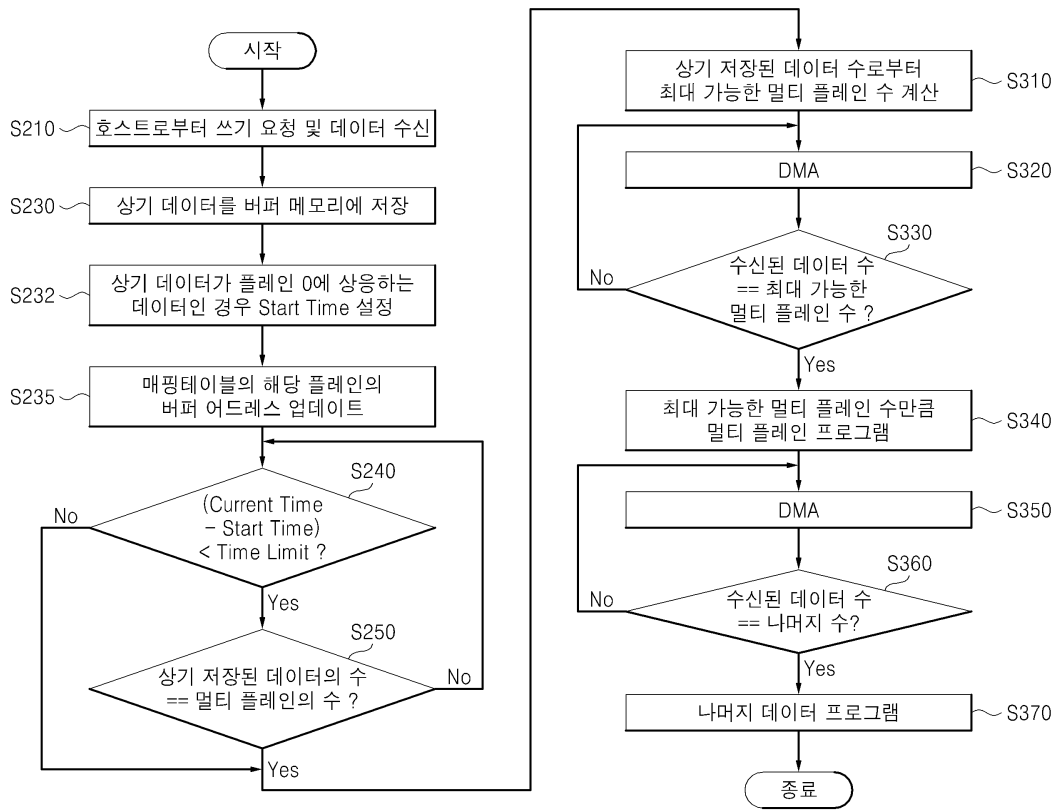 시작
S210
호스트로부터 쓰기 요청 및 데이터 수신
S230
상기 데이터를 버퍼 메모리에 저장
S232
상기 데이터가 플레인 0에 상응하는
데이터인 경우 Start Time 설정
S235
매핑테이블의 해당 플레인의
버퍼 어드레스 업데이트
S240
(Current Time
- Start Time)
< Time Limit ?
No
Yes
S250
상기 저장된 데이터의 수
== 멀티 플레인의 수 ?
No
Yes
상기 저장된 데이터 수로부터
최대 가능한 멀티 플레인 수 계산
S310
DMA
S320
S330
수신된 데이터 수
== 최대 가능한
멀티 플레인 수 ?
No
Yes
최대 가능한 멀티 플레인 수만큼
멀티 플레인 프로그램
S340
DMA
S350
S360
수신된 데이터 수
== 나머지 수?
No
Yes
나머지 데이터 프로그램
S370
종료